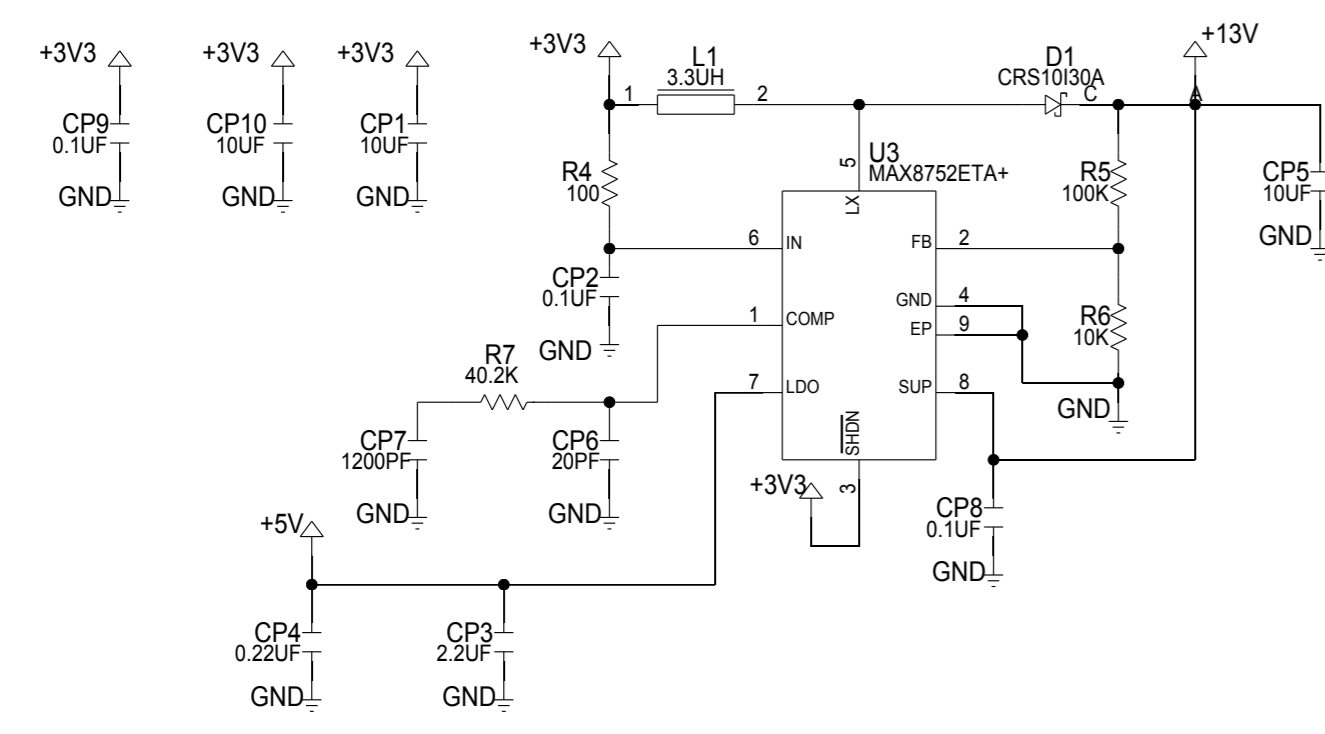 +3V3
CP9
0.1UF
GND
+3V3
CP10
10UF
GND
+3V3
CP1
10UF
GND
+3V3
1
L1
3.3UH
2
D1
CRS10I30A
C
A
+13V
R4
100
5
U3
MAX8752ETA+
LX
R5
100K
CP5
10UF
GND
6
IN
FB
2
CP2
0.1UF
GND
1
COMP
GND
4
EP
9
R6
10K
GND
R7
40.2K
7
LDO
SUP
8
SHDN
3
+3V3
CP7
1200PF
GND
CP6
20PF
GND
CP8
0.1UF
GND
+5V
CP4
0.22UF
GND
CP3
2.2UF
GND